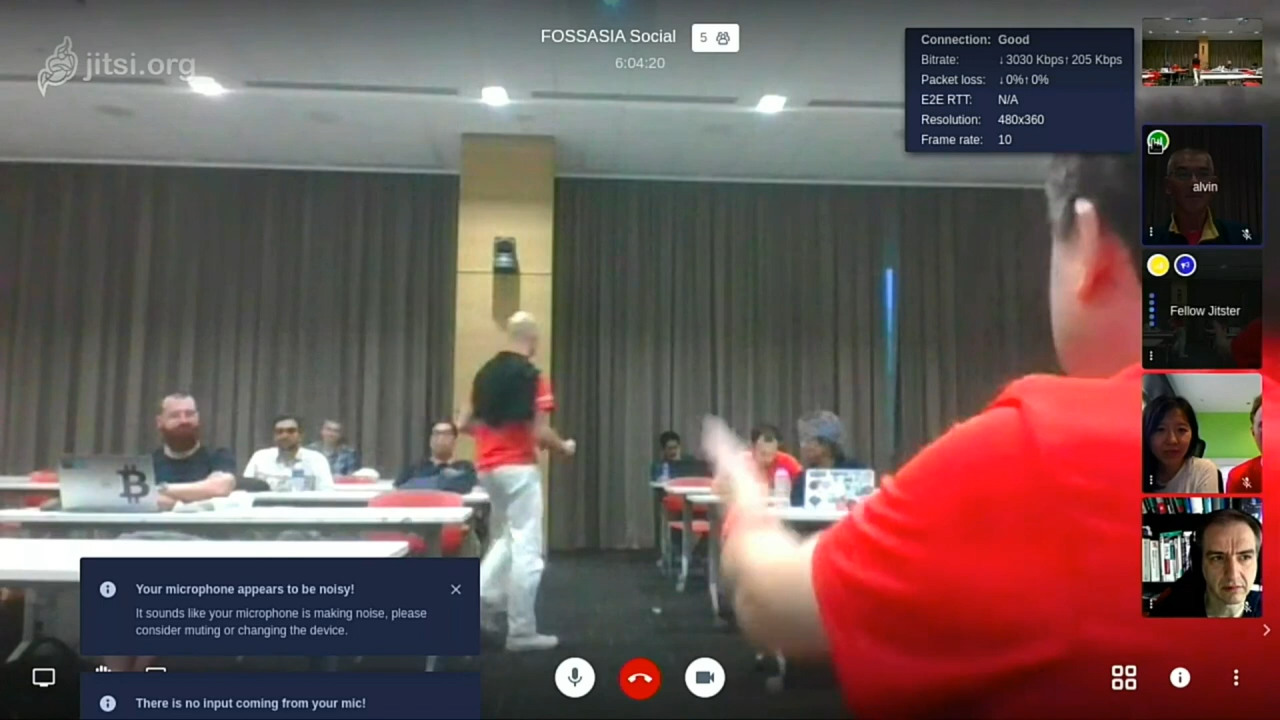 jitsi.org
FOSSASIA Social
5
6:04:20
Connection: Good
Bitrate: ↓3030 Kbps↑ 205 Kbps
Packet loss: ↓0%↑0%
E2E RTT: N/A
Resolution: 480x360
Frame rate: 10
alvin
Fellow Jitster
Your microphone appears to be noisy!
It sounds like your microphone is making noise, please
consider muting or changing the device.
There is no input coming from your mic!